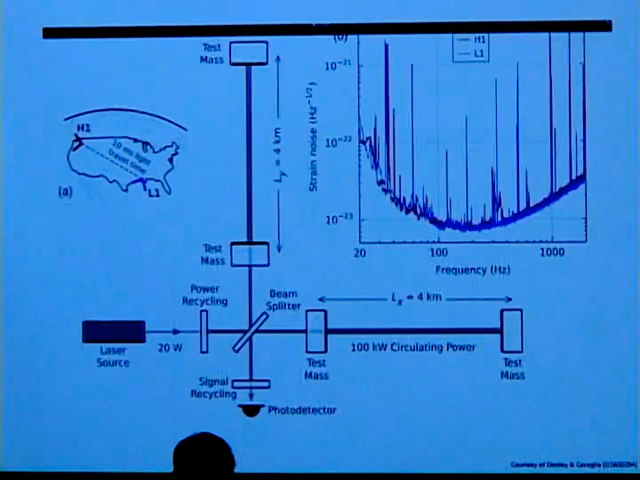 Test
Mass
(b)
H1
L1
10⁻²¹
10⁻²²
10⁻²³
Strain noise (Hz⁻¹/²)
20
100
1000
Frequency (Hz)
H1
10 ms light
travel time
L1
(a)
L_y = 4 km
Test
Mass
Power
Recycling
Beam
Splitter
L_x = 4 km
Laser
Source
20 W
Test
Mass
100 kW Circulating Power
Test
Mass
Signal
Recycling
Photodetector
Courtesy of